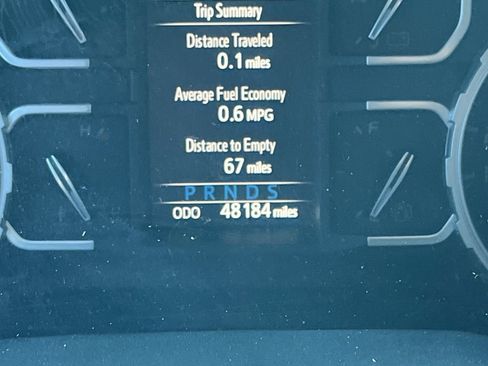 Trip Summary
Distance Traveled
0.1 miles
Average Fuel Economy
0.6 MPG
Distance to Empty
67 miles
P R N D S
ODO 48184 miles
H
F